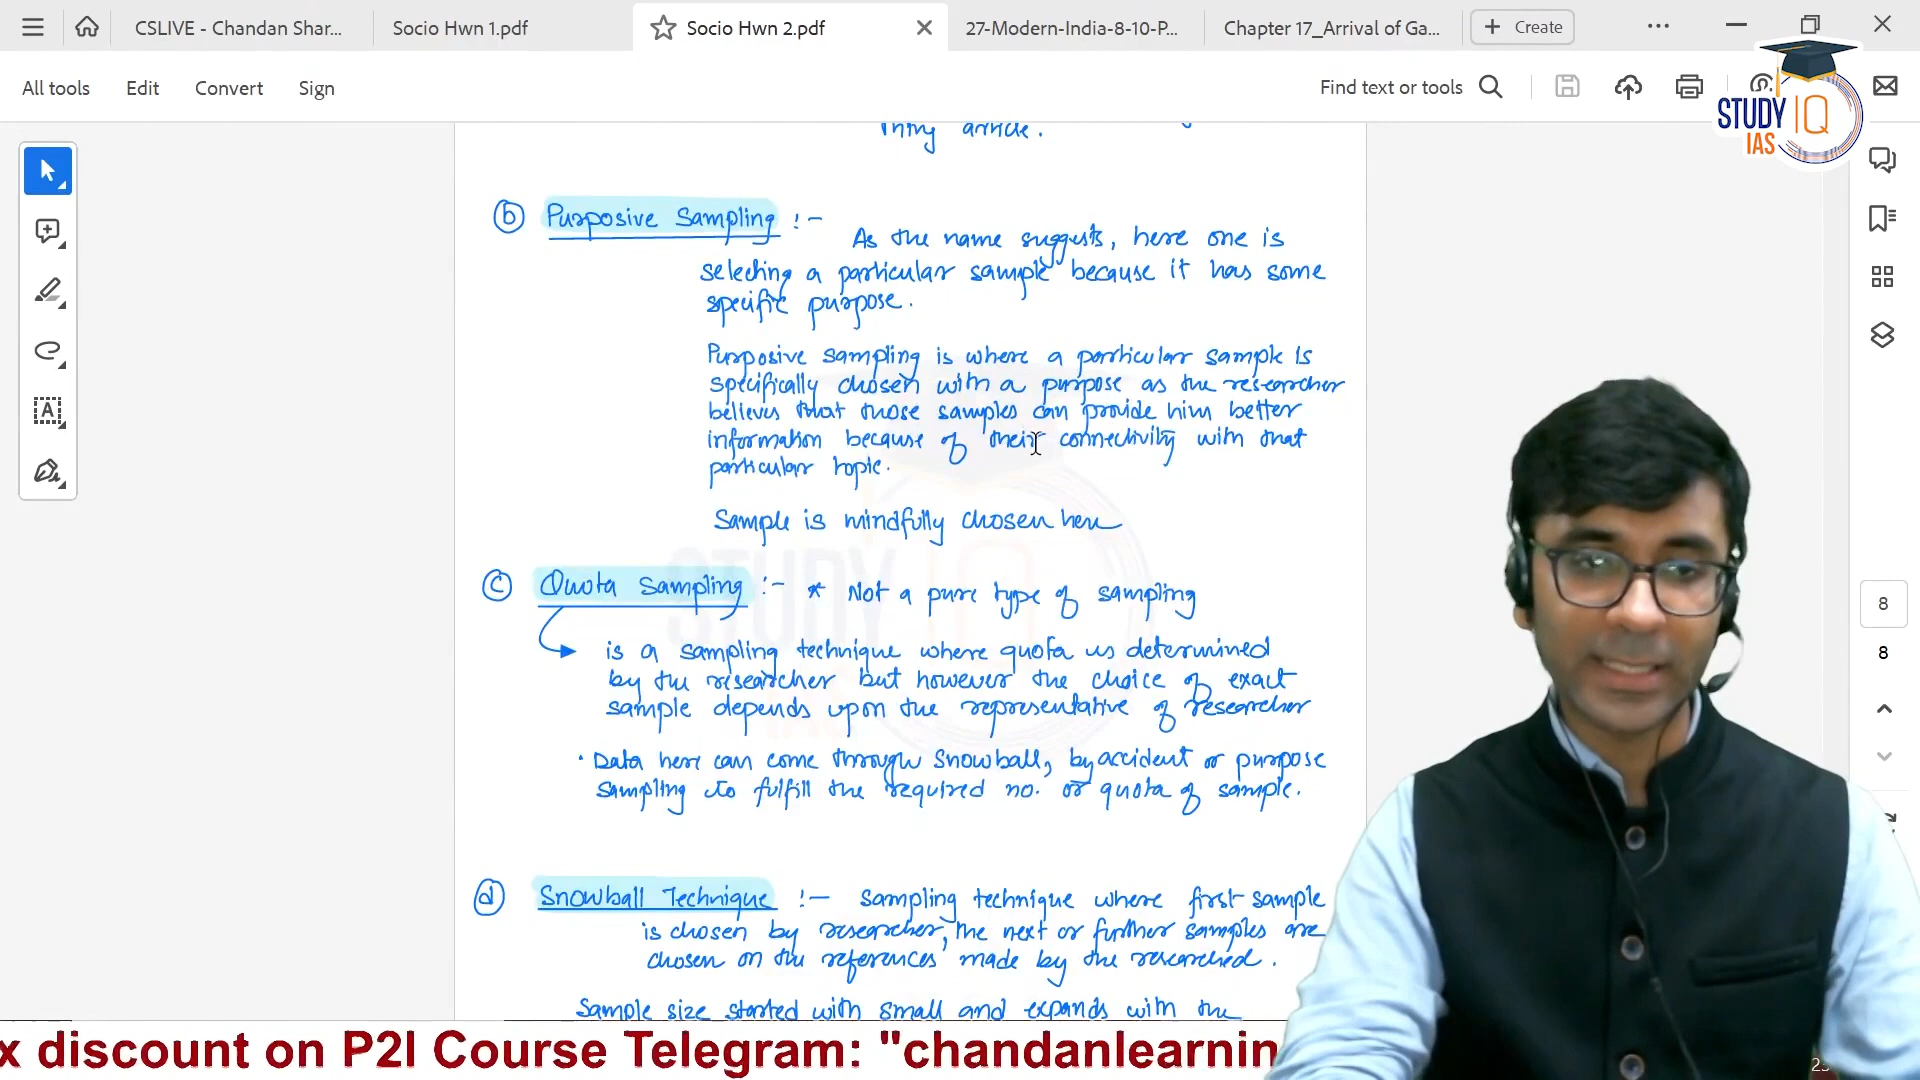 CSLIVE - Chandan Shar...
Socio Hwn 1.pdf
Socio Hwn 2.pdf
27-Modern-India-8-10-P...
Chapter 17_Arrival of Ga...
Create
All tools
Edit
Convert
Sign
Find text or tools
STUDY IQ
IAS
article.
b Purposive Sampling :-
As the name suggests, here one is
selecting a particular sample because it has some
specific purpose.
Purposive sampling is where a particular sample is
specifically chosen with a purpose as the researcher
believes that those samples can provide him better
information because of their connectivity with that
particular topic.
Sample is mindfully chosen here
c Quota Sampling :- * Not a pure type of sampling
is a sampling technique where quota is determined
by the researcher but however the choice of exact
sample depends upon the representative of researcher
• Data here can come through snowball, by accident or purpose
sampling to fulfill the required no. or quota of sample.
d Snowball Technique :- Sampling technique where first sample
is chosen by researcher, the next or further samples are
chosen on the references made by the researched.
Sample size started with small and expands with the
8
8
STUDY IQ
x discount on P2I Course Telegram: "chandanlearnin